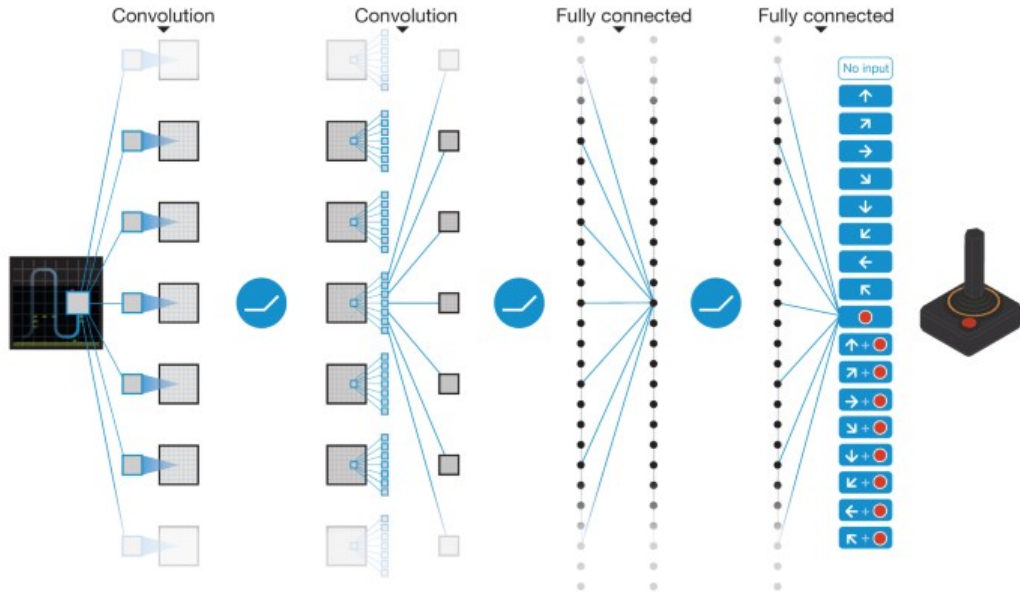 Convolution
Convolution
Fully connected
Fully connected
No input
+
+
+
+
+
+
+
+